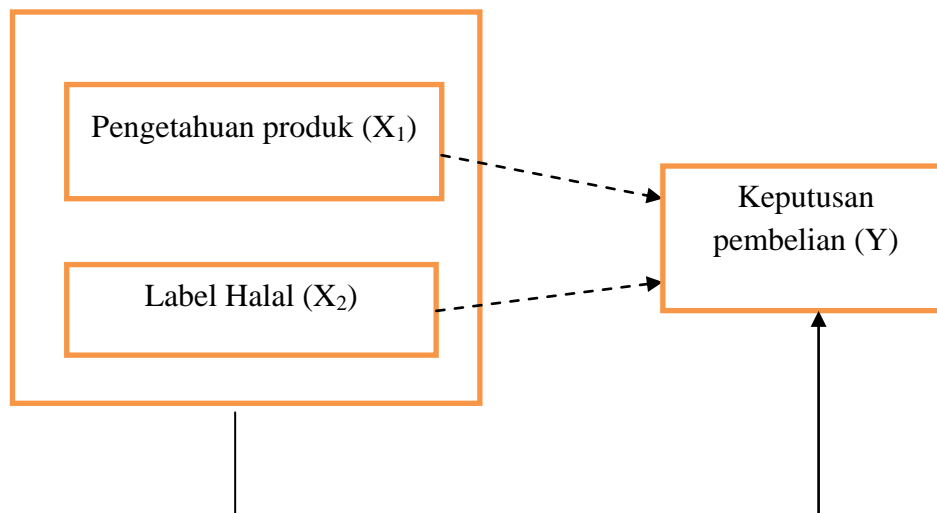 Pengetahuan produk (X₁)
Label Halal (X₂)
Keputusan
pembelian (Y)